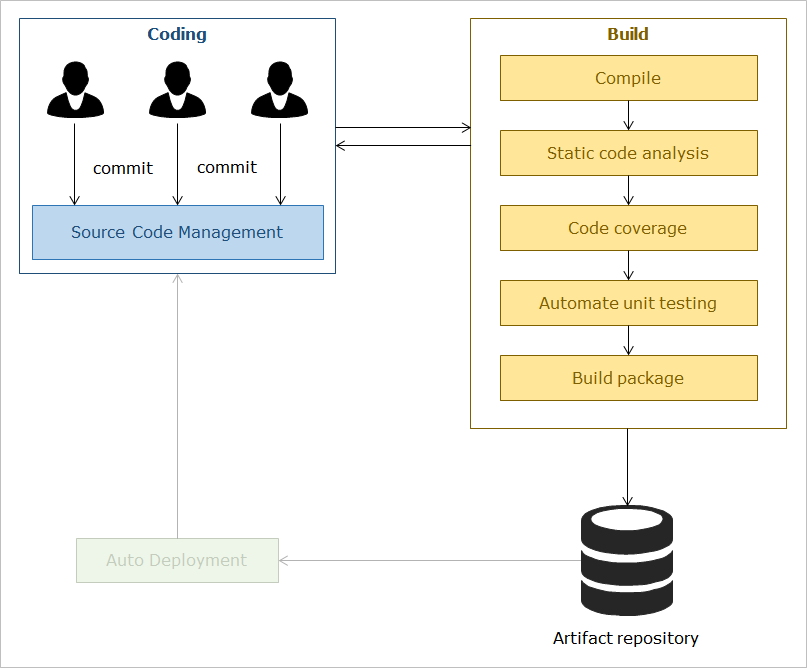 Coding
commit
commit
Source Code Management
Build
Compile
Static code analysis
Code coverage
Automate unit testing
Build package
Auto Deployment
Artifact repository